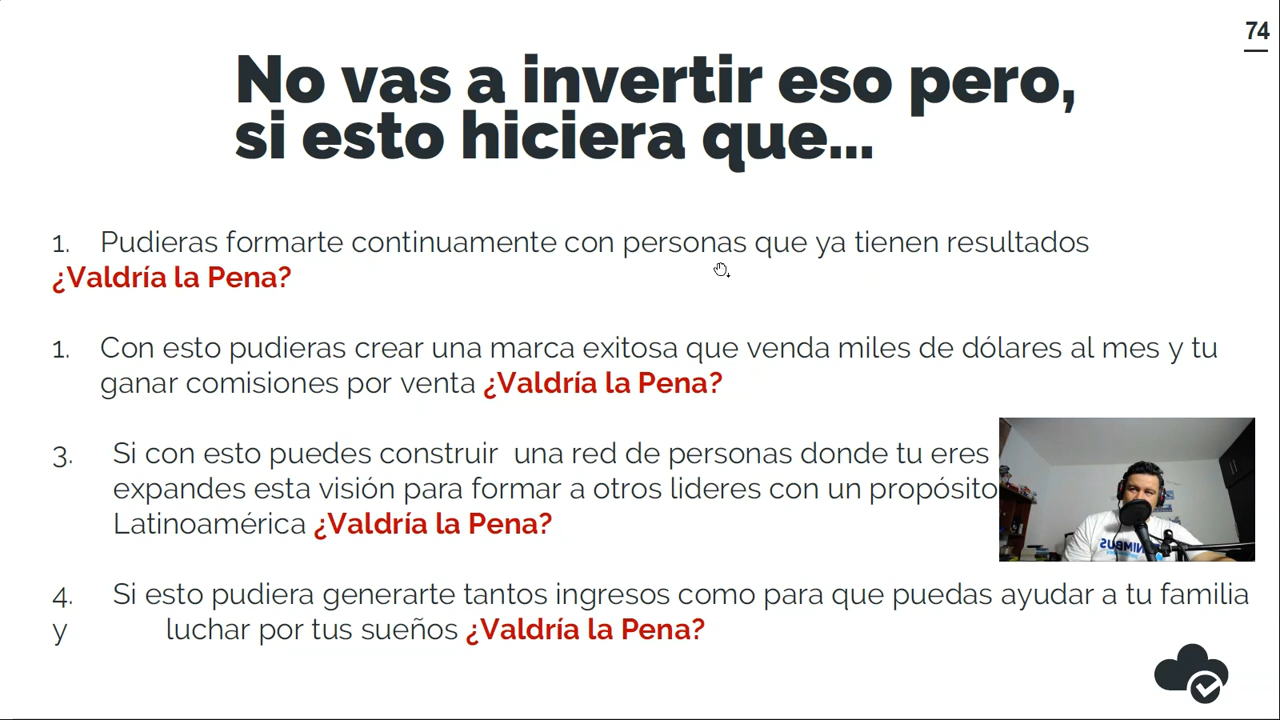 74
No vas a invertir eso pero,
si esto hiciera que...
1. Pudieras formarte continuamente con personas que ya tienen resultados
¿Valdría la Pena?
1. Con esto pudieras crear una marca exitosa que venda miles de dólares al mes y tu
ganar comisiones por venta ¿Valdría la Pena?
3. Si con esto puedes construir una red de personas donde tu eres
expandes esta visión para formar a otros lideres con un propósito
Latinoamérica ¿Valdría la Pena?
4. Si esto pudiera generarte tantos ingresos como para que puedas ayudar a tu familia
y luchar por tus sueños ¿Valdría la Pena?
NIMBUS